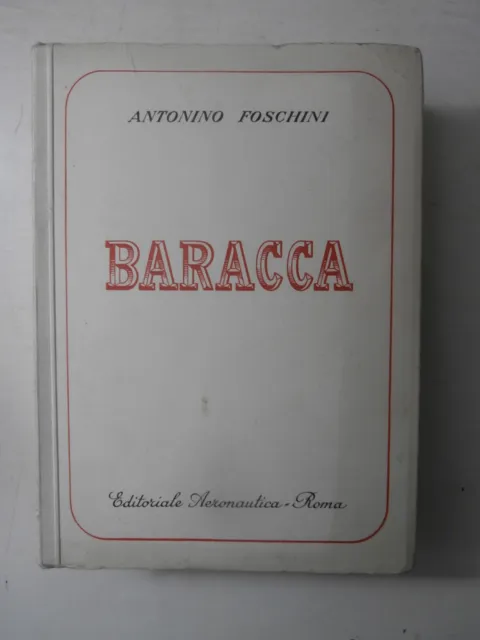 ANTONINO FOSCHINI
BARACCA
Editoriale Aeronautica - Roma